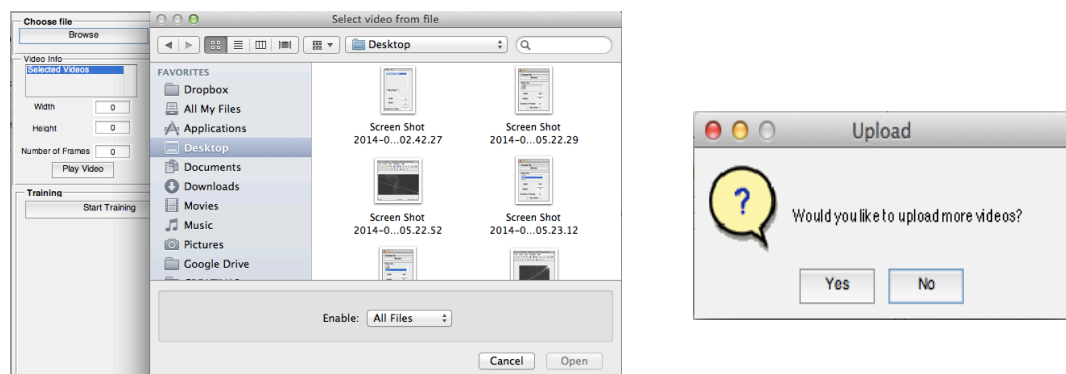 Choose file
Browse
Video Info
Selected Videos
Width 0
Height 0
Number of Frames 0
Play Video
Training
Start Training
Select video from file
Desktop
FAVORITES
Dropbox
All My Files
Applications
Desktop
Documents
Downloads
Movies
Music
Pictures
Google Drive
Screen Shot
2014-0...02.42.27
Screen Shot
2014-0...05.22.29
Screen Shot
2014-0...05.22.52
Screen Shot
2014-0...05.23.12
Enable: All Files
Cancel Open
Upload
?
Would you like to upload more videos?
Yes No